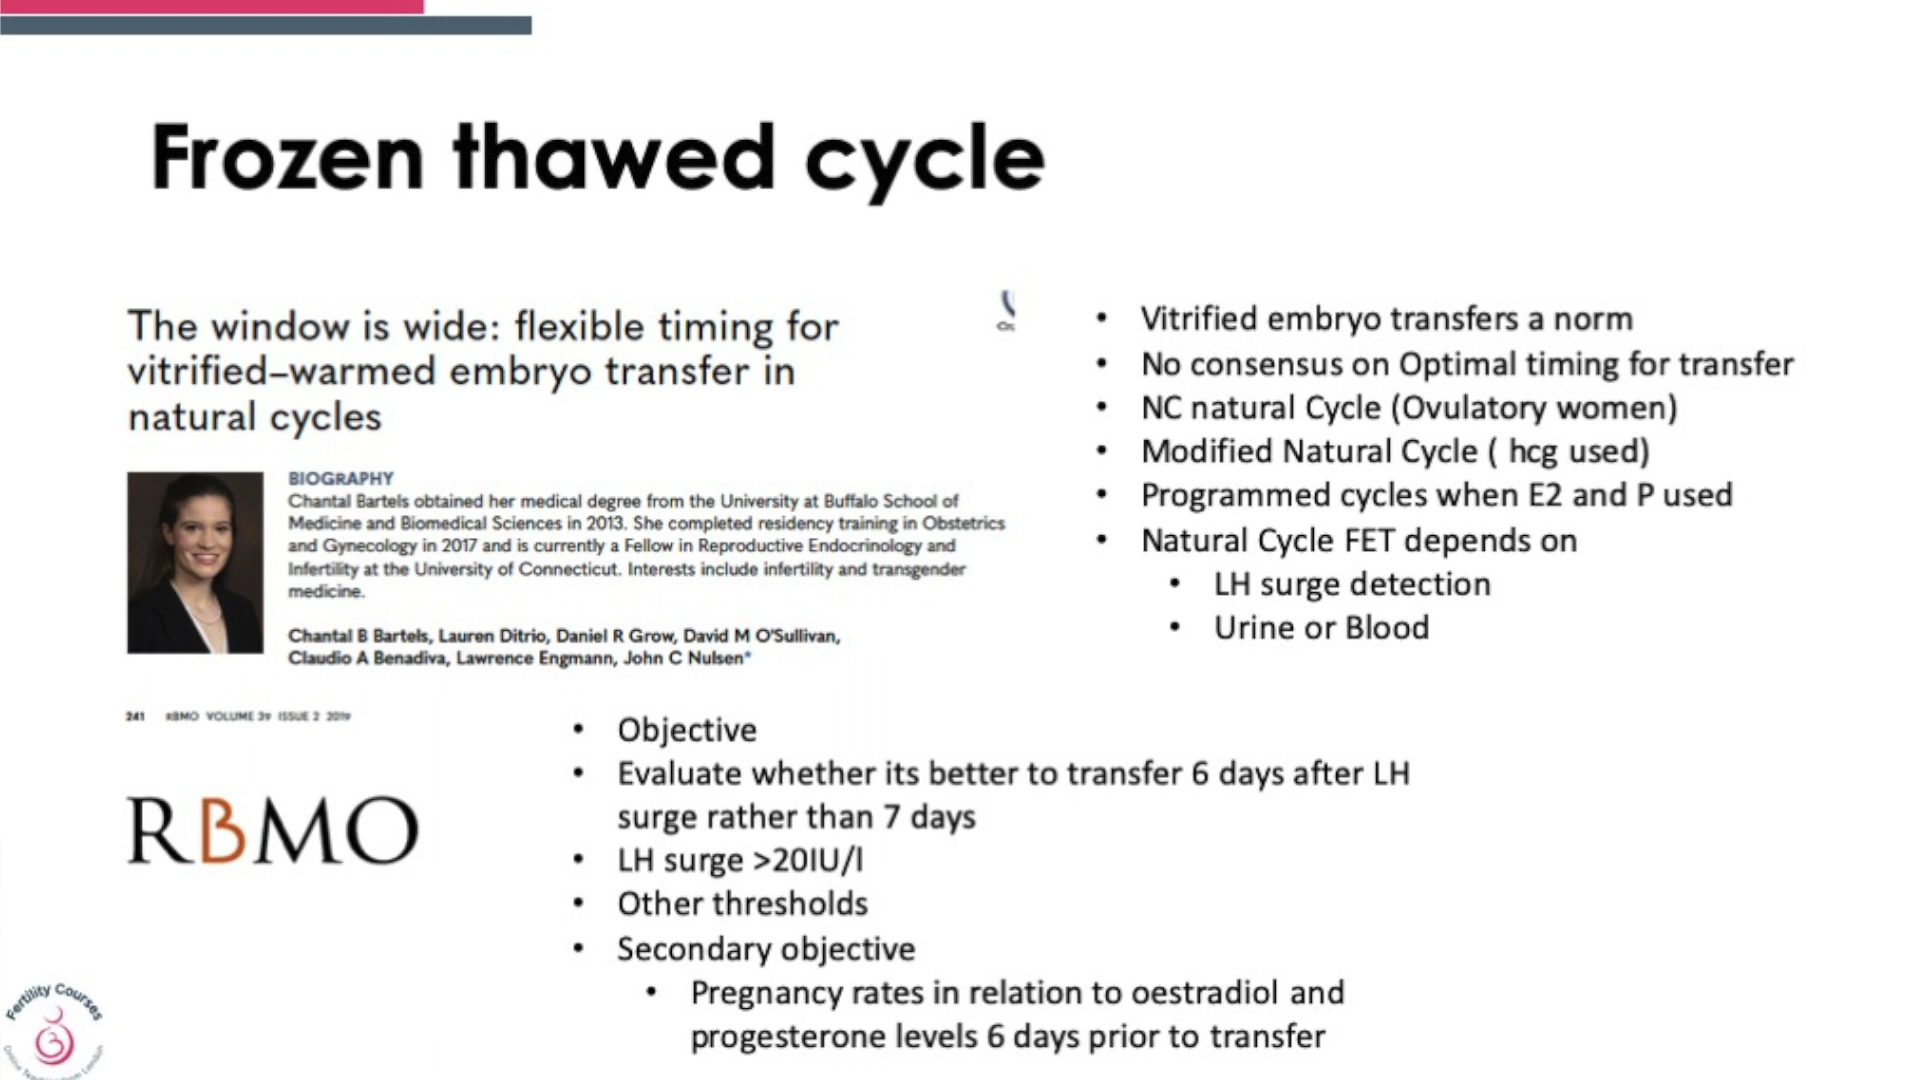 Frozen thawed cycle
The window is wide: flexible timing for
vitrified–warmed embryo transfer in
natural cycles
BIOGRAPHY
Chantal Bartels obtained her medical degree from the University at Buffalo School of
Medicine and Biomedical Sciences in 2013. She completed residency training in Obstetrics
and Gynecology in 2017 and is currently a Fellow in Reproductive Endocrinology and
Infertility at the University of Connecticut. Interests include infertility and transgender
medicine.
Chantal B Bartels, Lauren Ditrio, Daniel R Grow, David M O'Sullivan,
Claudio A Benadiva, Lawrence Engmann, John C Nulsen*
• Vitrified embryo transfers a norm
• No consensus on Optimal timing for transfer
• NC natural Cycle (Ovulatory women)
• Modified Natural Cycle ( hcg used)
• Programmed cycles when E2 and P used
• Natural Cycle FET depends on
• LH surge detection
• Urine or Blood
241 RBMO VOLUME 39 ISSUE 2 2019
RBMO
• Objective
• Evaluate whether its better to transfer 6 days after LH
surge rather than 7 days
• LH surge >20IU/l
• Other thresholds
• Secondary objective
• Pregnancy rates in relation to oestradiol and
progesterone levels 6 days prior to transfer
Fertility Courses